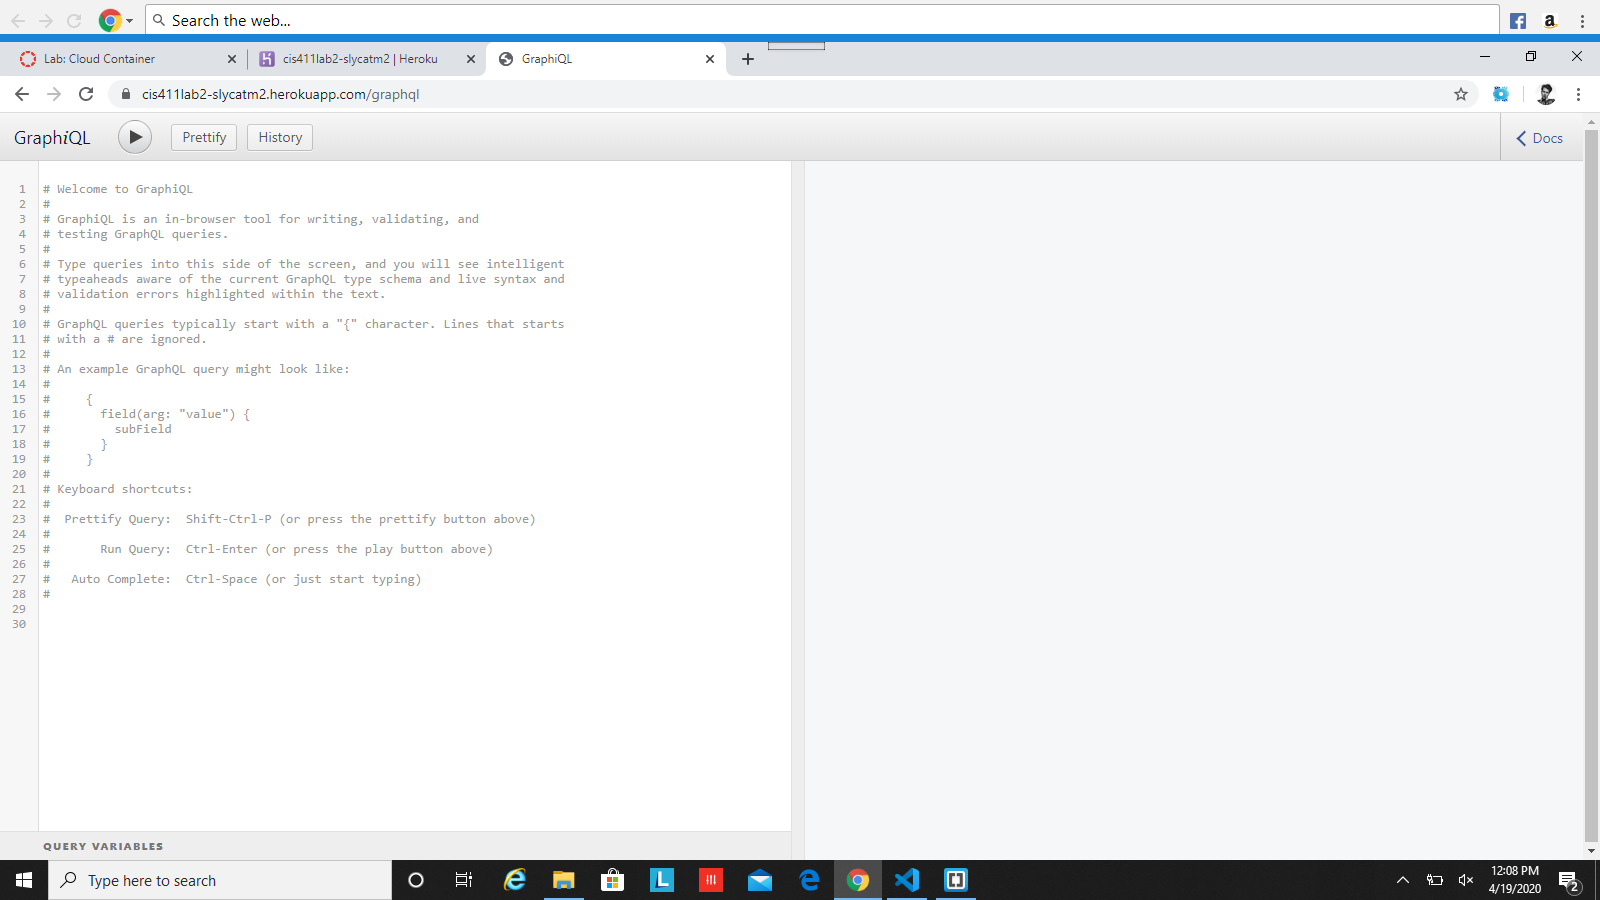 Search the web...
Lab: Cloud Container
cis411lab2-slycatm2 | Heroku
GraphiQL
cis411lab2-slycatm2.herokuapp.com/graphql
GraphiQL
Prettify
History
Docs
1 # Welcome to GraphiQL
2 #
3 # GraphiQL is an in-browser tool for writing, validating, and
4 # testing GraphQL queries.
5 #
6 # Type queries into this side of the screen, and you will see intelligent
7 # typeaheads aware of the current GraphQL type schema and live syntax and
8 # validation errors highlighted within the text.
9 #
10 # GraphQL queries typically start with a "{" character. Lines that starts
11 # with a # are ignored.
12 #
13 # An example GraphQL query might look like:
14 #
15 #     {
16 #       field(arg: "value") {
17 #         subField
18 #       }
19 #     }
20 #
21 # Keyboard shortcuts:
22 #
23 #  Prettify Query:  Shift-Ctrl-P (or press the prettify button above)
24 #
25 #       Run Query:  Ctrl-Enter (or press the play button above)
26 #
27 #   Auto Complete:  Ctrl-Space (or just start typing)
28 #
29
30
QUERY VARIABLES
Type here to search
12:08 PM
4/19/2020
2